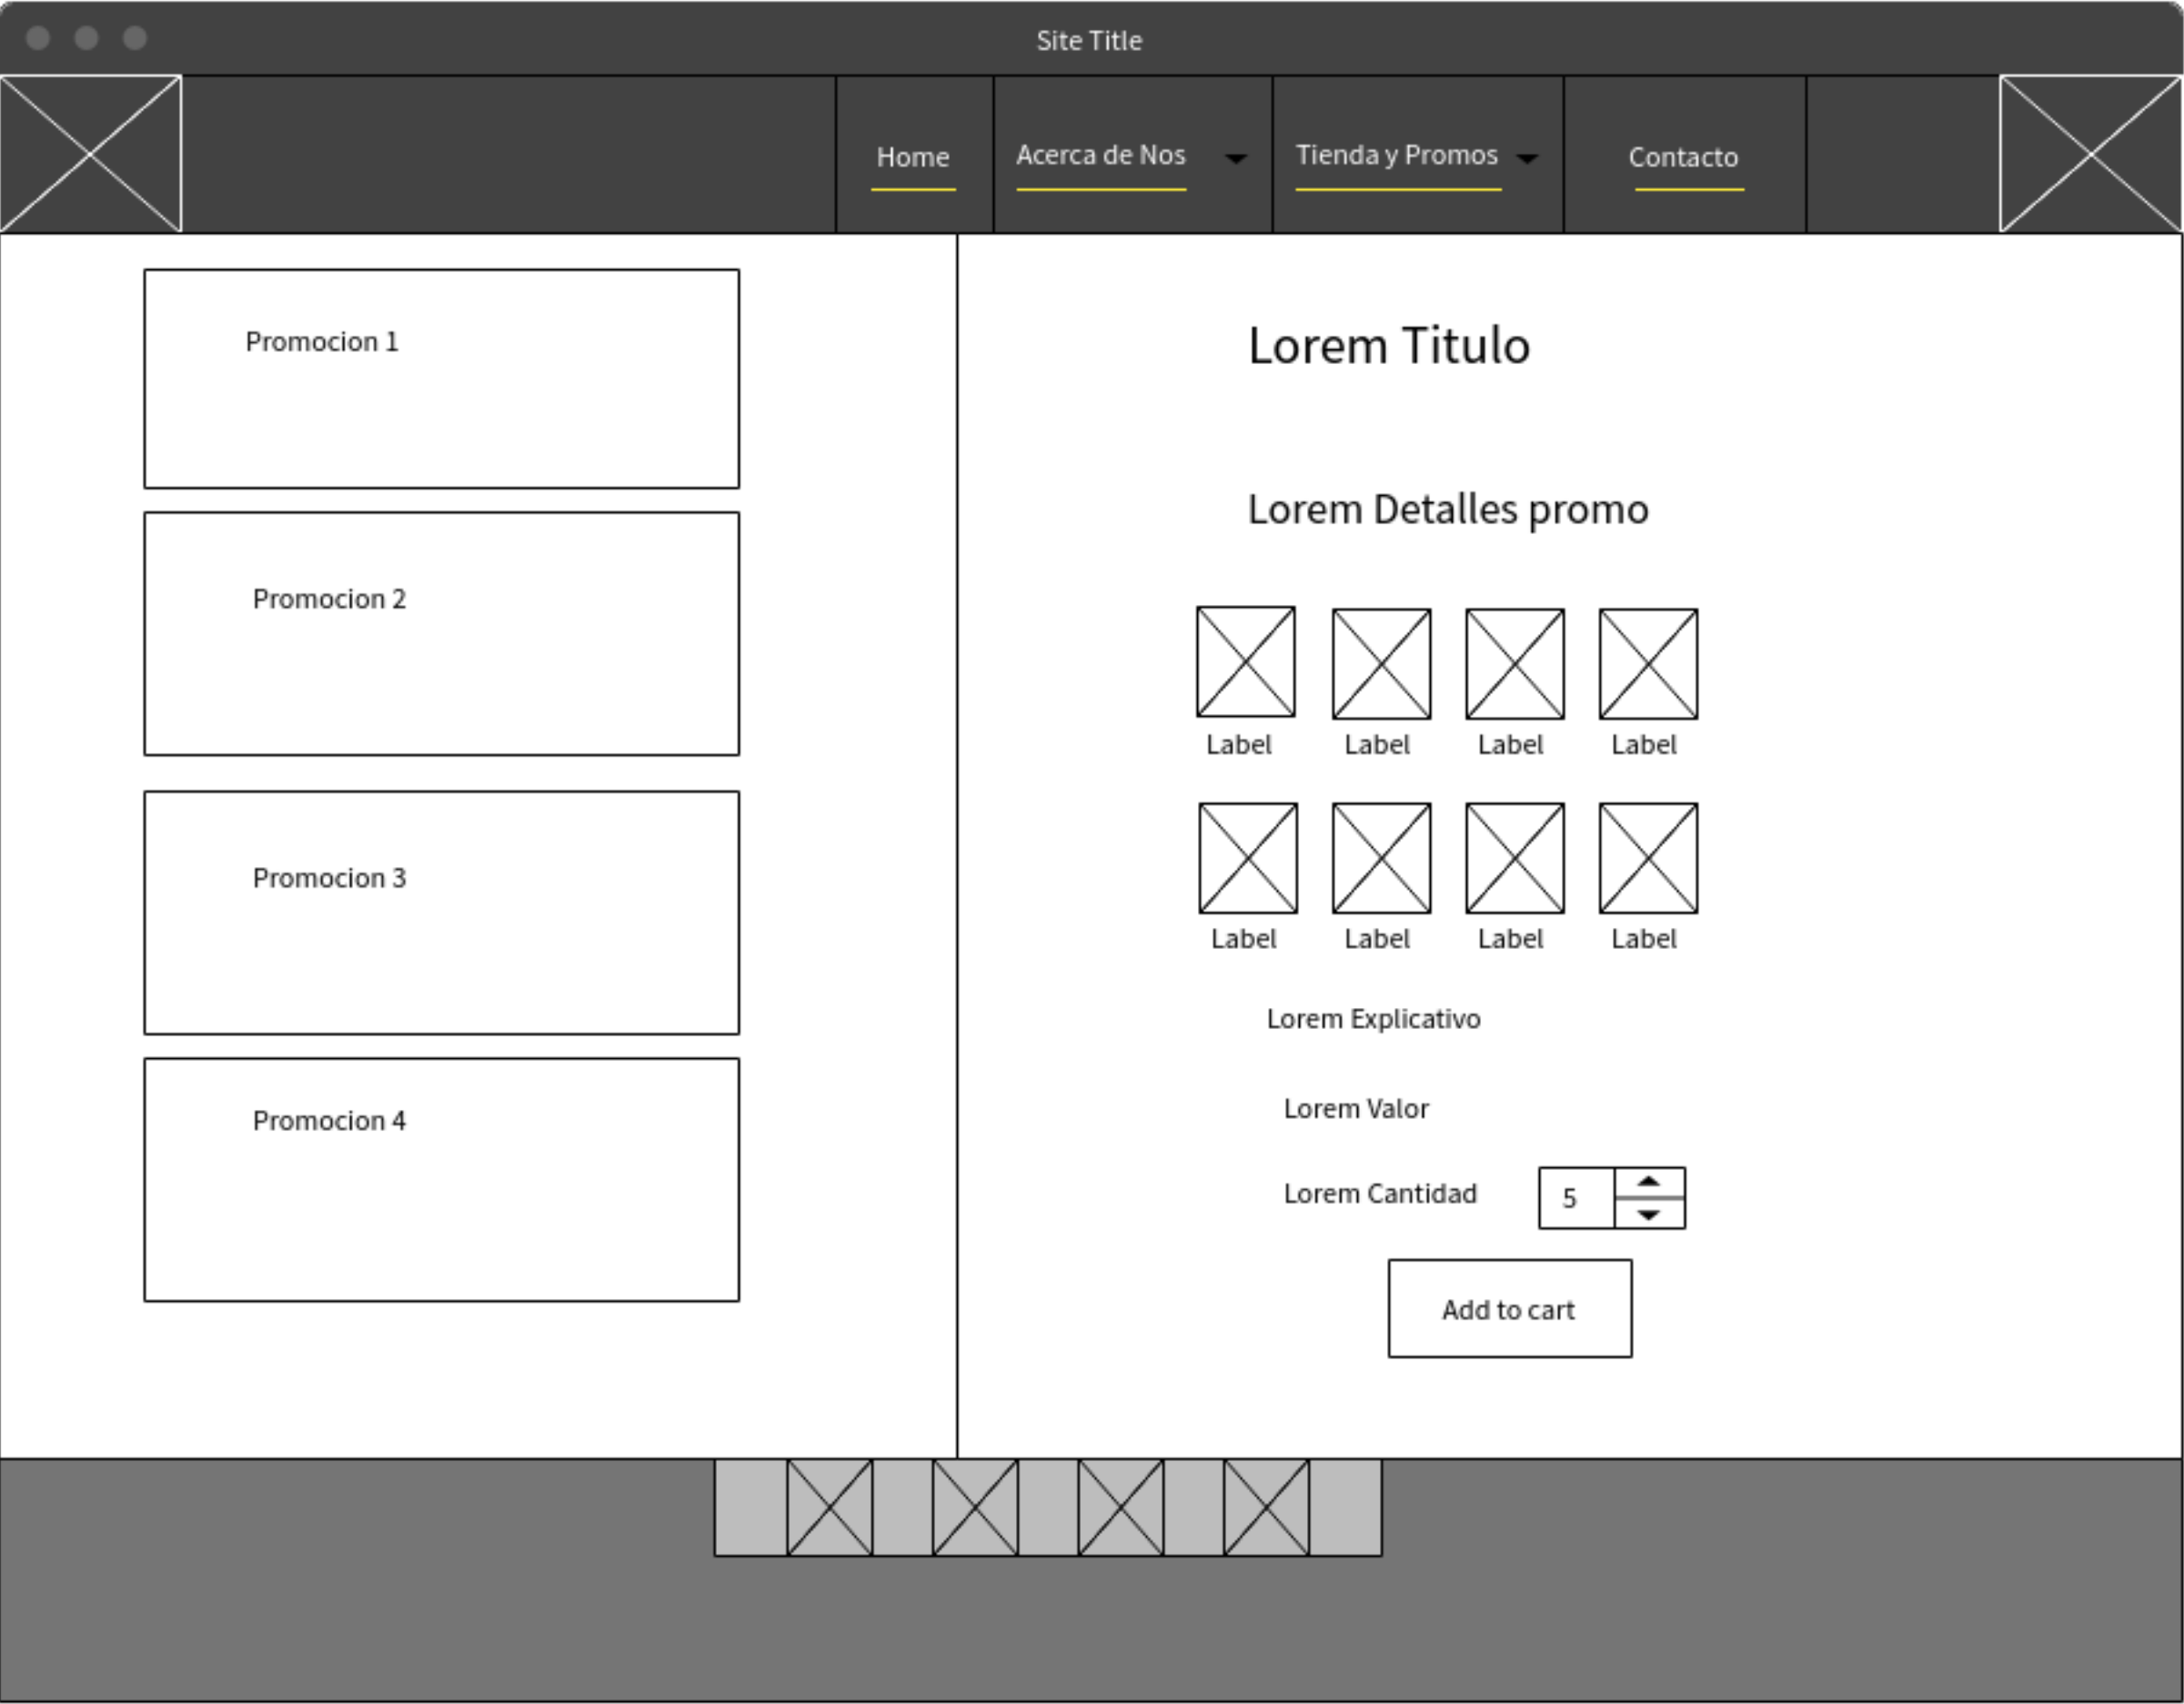 Site Title
Home
Acerca de Nos
Tienda y Promos
Contacto
Promocion 1
Promocion 2
Promocion 3
Promocion 4
Lorem Titulo
Lorem Detalles promo
Label Label Label Label
Label Label Label Label
Lorem Explicativo
Lorem Valor
Lorem Cantidad 5
Add to cart